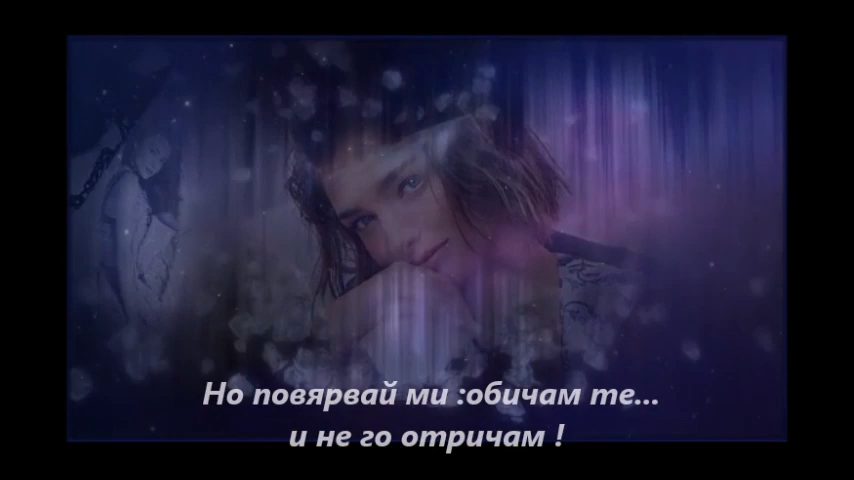 Но повярвай ми :обичам те...
и не го отричам !